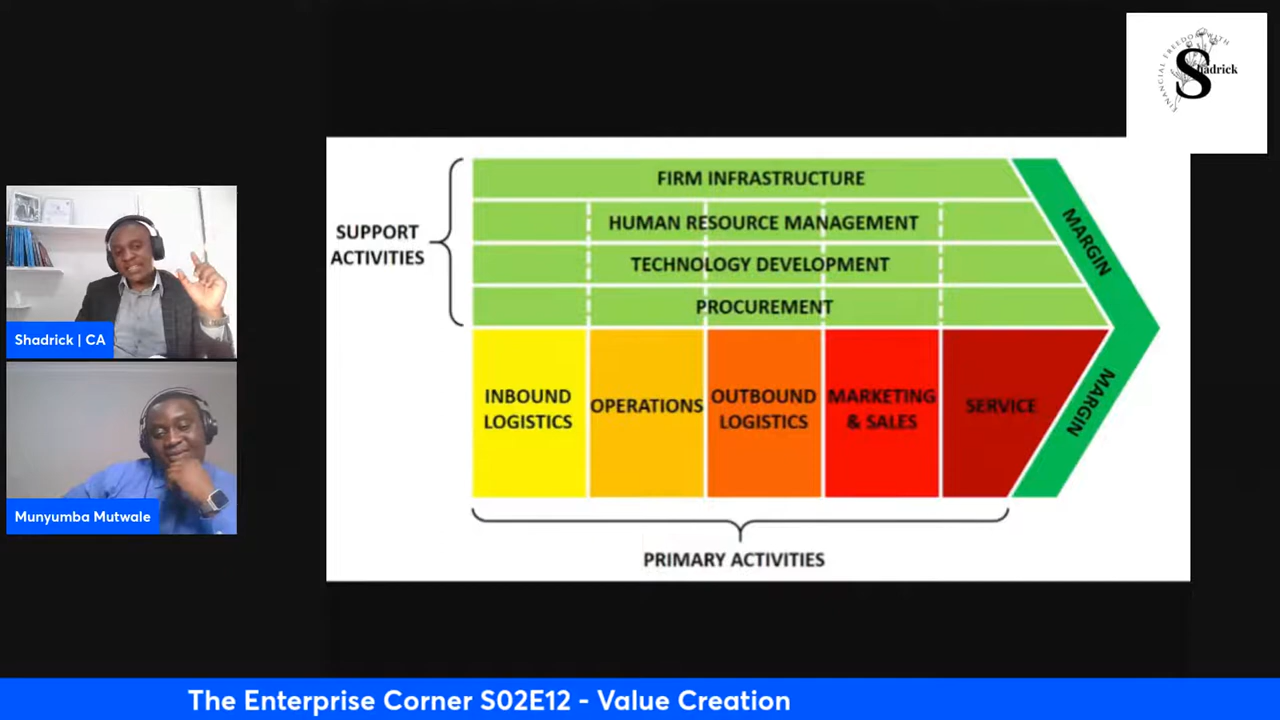 FINANCIAL FREEDOM WITH
Shadrick
FIRM INFRASTRUCTURE
HUMAN RESOURCE MANAGEMENT
TECHNOLOGY DEVELOPMENT
PROCUREMENT
SUPPORT
ACTIVITIES
MARGIN
MARGIN
INBOUND
LOGISTICS
OPERATIONS
OUTBOUND
LOGISTICS
MARKETING
& SALES
SERVICE
PRIMARY ACTIVITIES
Shadrick | CA
Munyumba Mutwale
The Enterprise Corner S02E12 - Value Creation